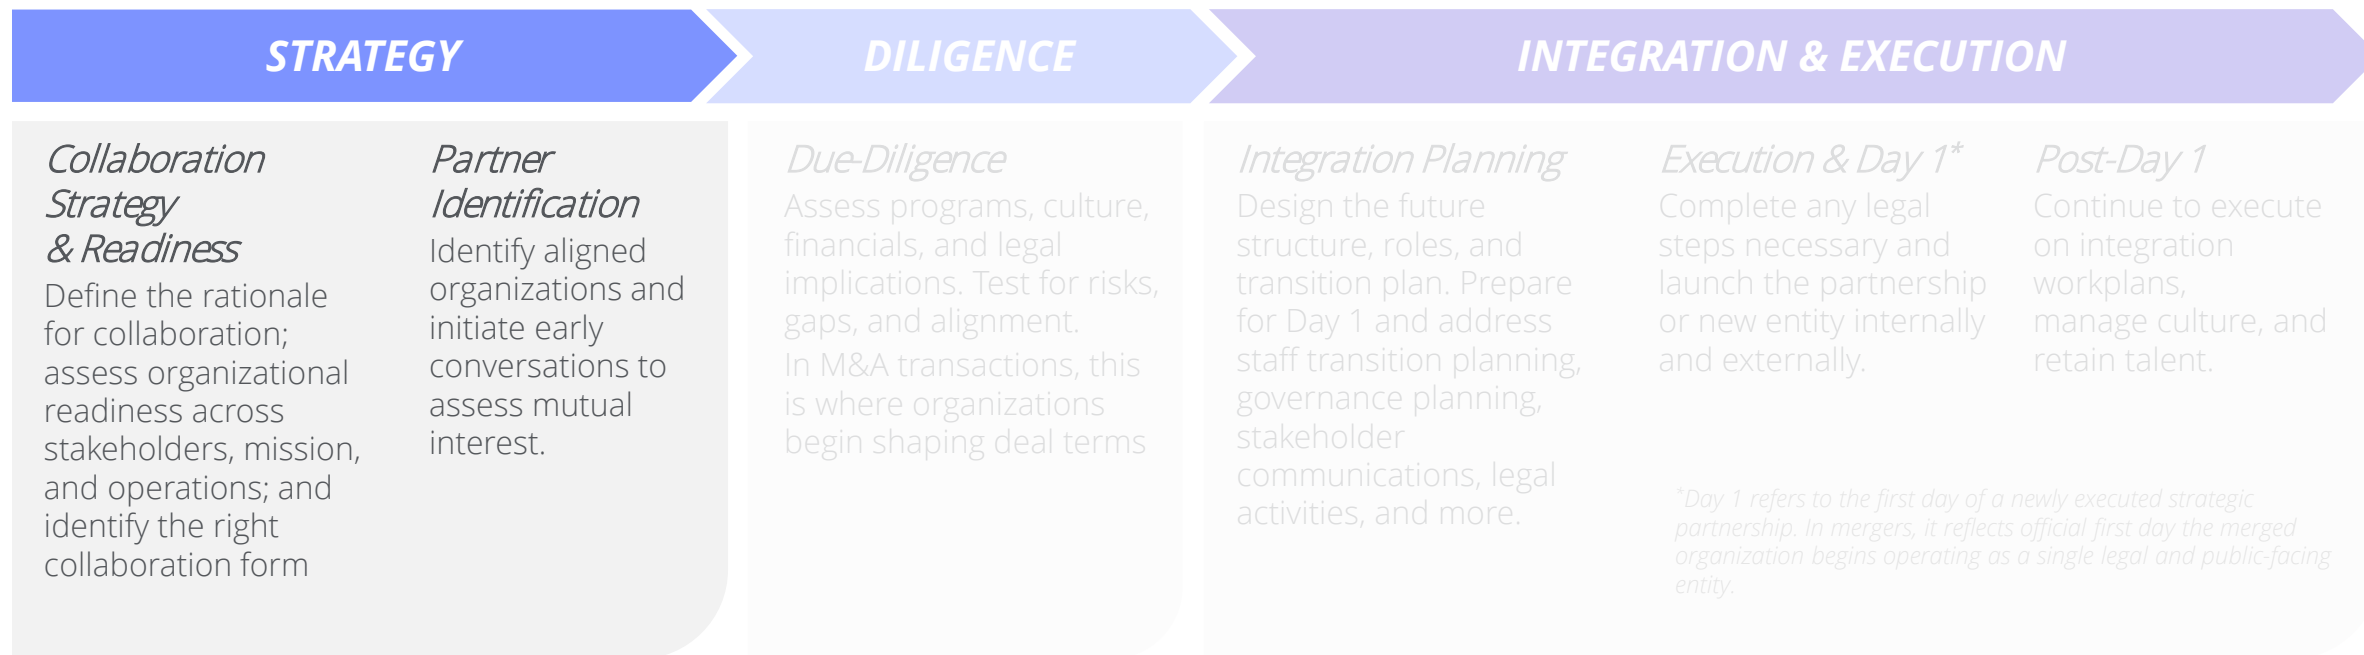 STRATEGY
DILIGENCE
INTEGRATION & EXECUTION
Collaboration
Strategy
& Readiness
Define the rationale
for collaboration;
assess organizational
readiness across
stakeholders, mission,
and operations; and
identify the right
collaboration form
Partner
Identification
Identify aligned
organizations and
initiate early
conversations to
assess mutual
interest.
Due-Diligence
Assess programs, culture,
financials, and legal
implications. Test for risks,
gaps, and alignment.
In M&A transactions, this
is where organizations
begin shaping deal terms
Integration Planning
Design the future
structure, roles, and
transition plan. Prepare
for Day 1 and address
staff transition planning,
governance planning,
stakeholder
communications, legal
activities, and more.
Execution & Day 1*
Complete any legal
steps necessary and
launch the partnership
or new entity internally
and externally.
Post-Day 1
Continue to execute
on integration
workplans,
manage culture, and
retain talent.
*Day 1 refers to the first day of a newly executed strategic
partnership. In mergers, it reflects official first day the merged
organization begins operating as a single legal and public-facing
entity.